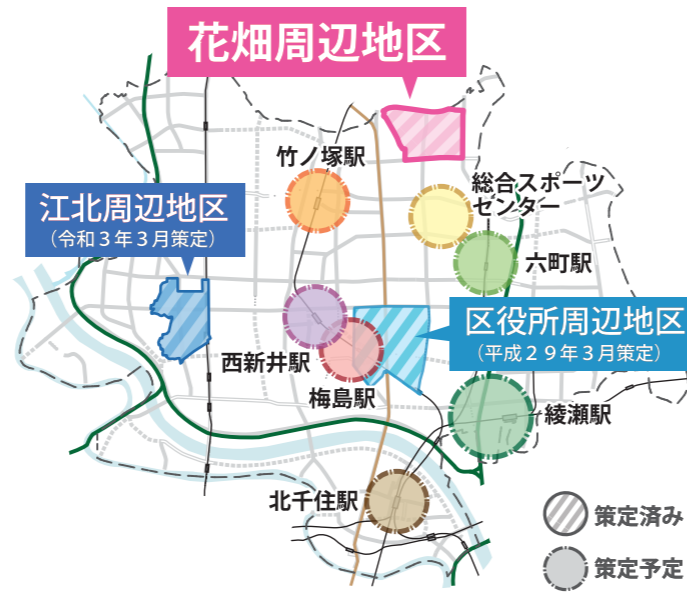 花畑周辺地区
竹ノ塚駅
総合スポーツ
センター
江北周辺地区
（令和３年３月策定）
六町駅
区役所周辺地区
（平成２９年３月策定）
西新井駅
梅島駅
綾瀬駅
北千住駅
策定済み
策定予定